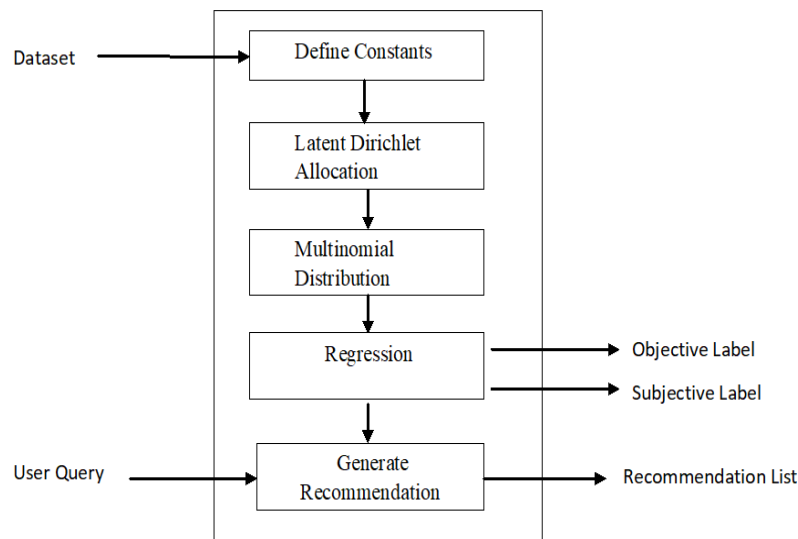 Dataset
Define Constants
Latent Dirichlet
Allocation
Multinomial
Distribution
Regression
Objective Label
Subjective Label
User Query
Generate
Recommendation
Recommendation List